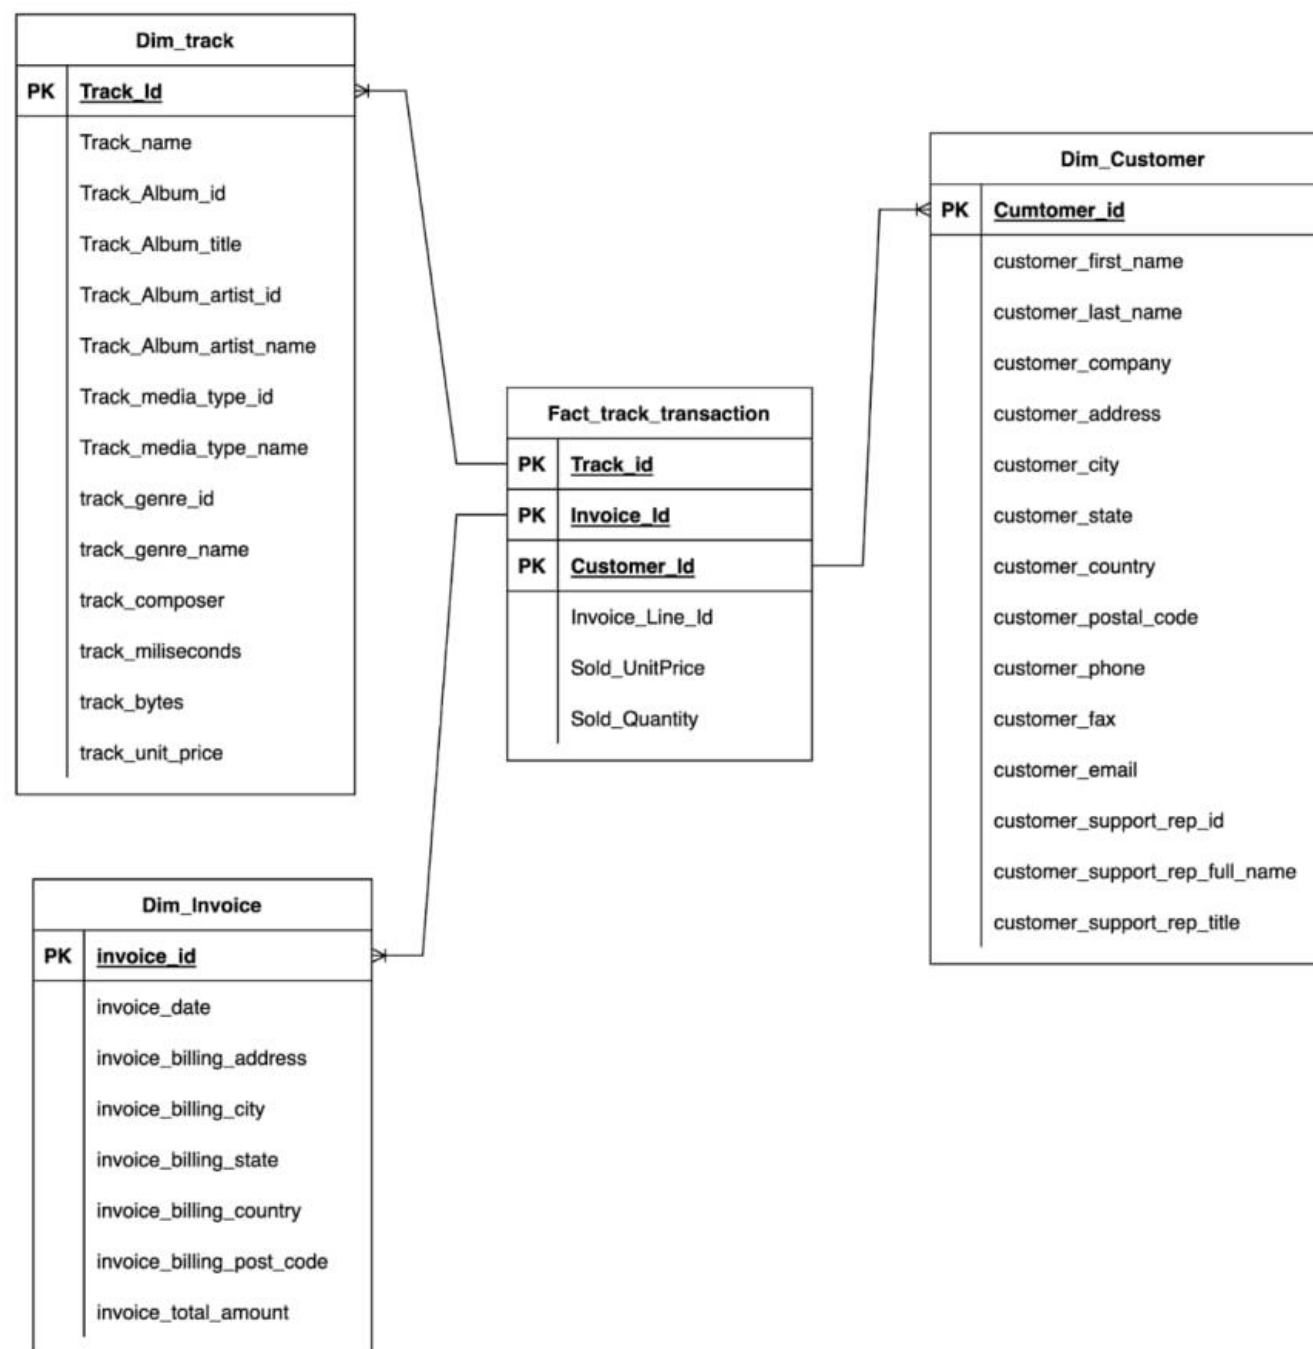 Dim_track
PK Track_Id
Track_name
Track_Album_id
Track_Album_title
Track_Album_artist_id
Track_Album_artist_name
Track_media_type_id
Track_media_type_name
track_genre_id
track_genre_name
track_composer
track_miliseconds
track_bytes
track_unit_price
Dim_Customer
PK Cumtomer_id
customer_first_name
customer_last_name
customer_company
customer_address
customer_city
customer_state
customer_country
customer_postal_code
customer_phone
customer_fax
customer_email
customer_support_rep_id
customer_support_rep_full_name
customer_support_rep_title
Fact_track_transaction
PK Track_id
PK Invoice_Id
PK Customer_Id
Invoice_Line_Id
Sold_UnitPrice
Sold_Quantity
Dim_Invoice
PK invoice_id
invoice_date
invoice_billing_address
invoice_billing_city
invoice_billing_state
invoice_billing_country
invoice_billing_post_code
invoice_total_amount